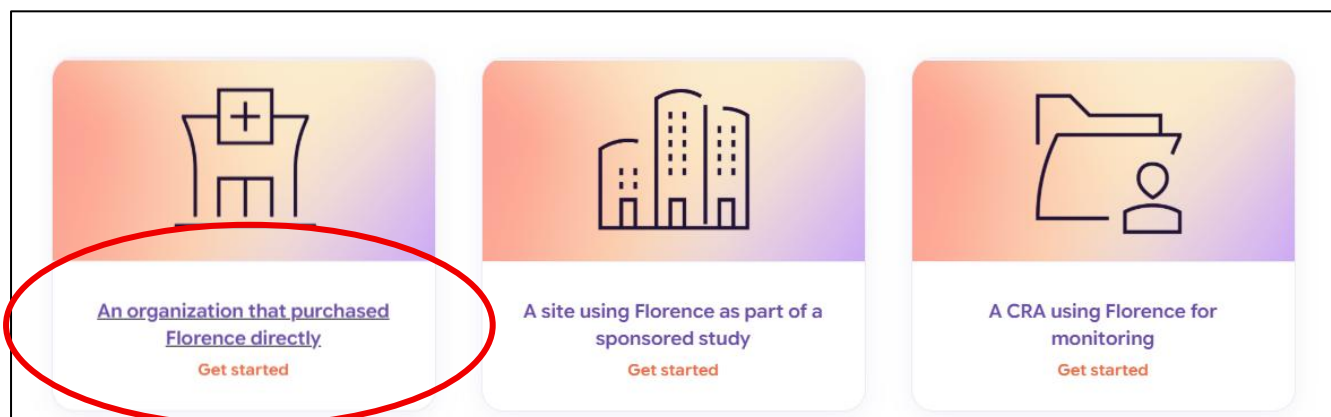 An organization that purchased
Florence directly
Get started
A site using Florence as part of a
sponsored study
Get started
A CRA using Florence for
monitoring
Get started